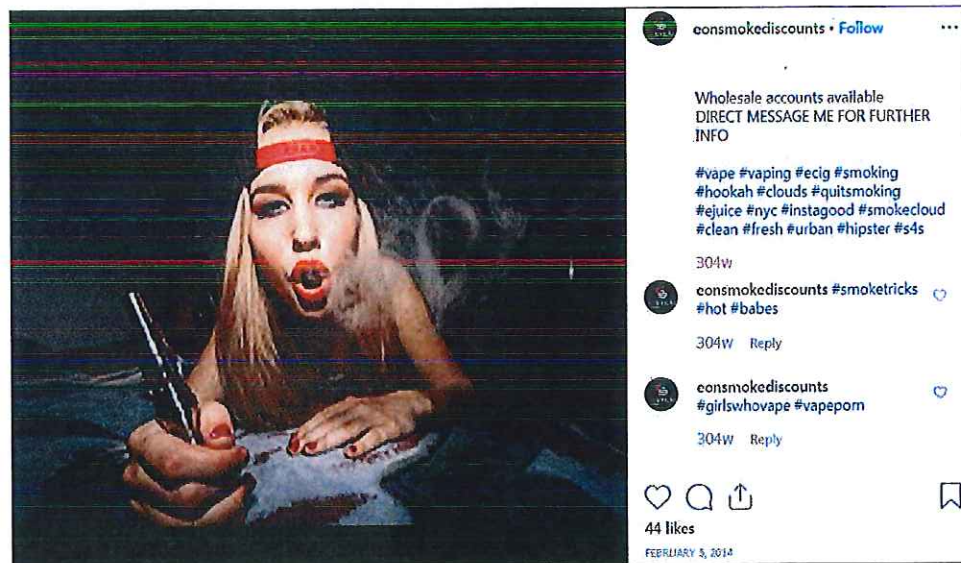 eonsmokediscounts • Follow
Wholesale accounts available
DIRECT MESSAGE ME FOR FURTHER
INFO
#vape #vaping #ecig #smoking
#hookah #clouds #quitsmoking
#ejuice #nyc #instagood #smokecloud
#clean #fresh #urban #hipster #s4s
304w
eonsmokediscounts #smoketricks
#hot #babes
304w Reply
eonsmokediscounts
#girlswhovape #vapeporn
304w Reply
44 likes
FEBRUARY 5, 2014